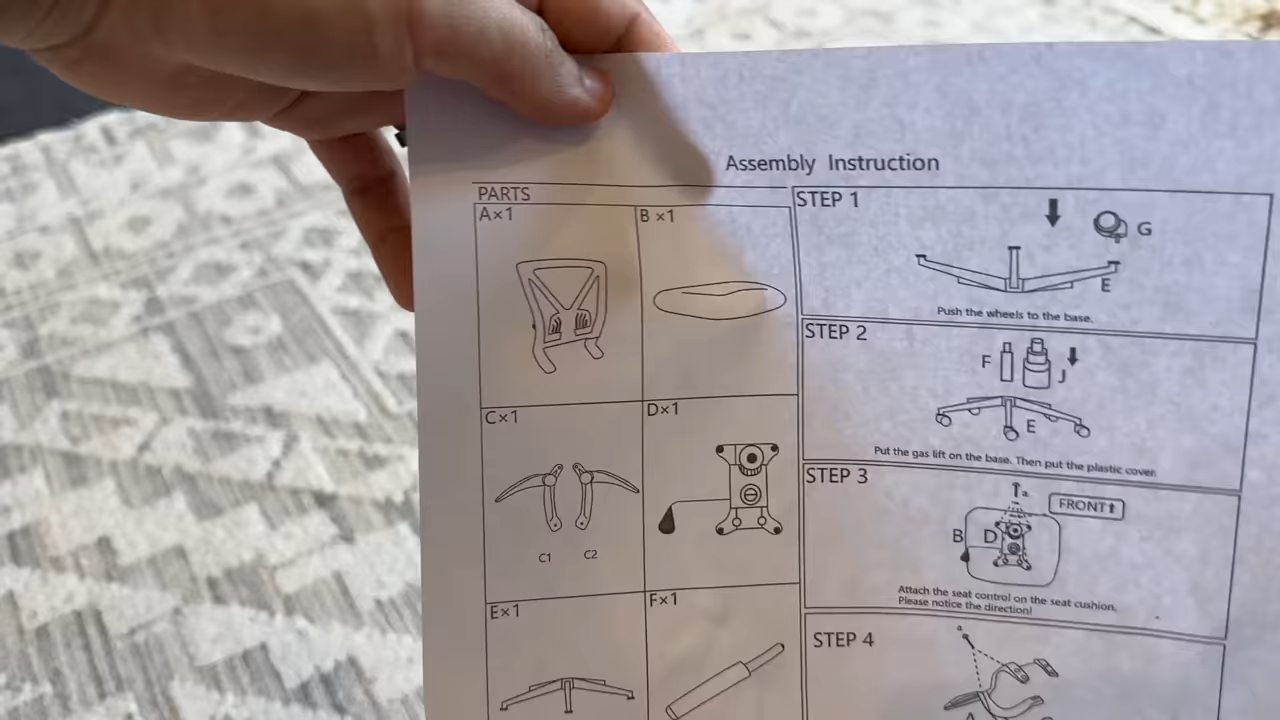 Assembly Instruction
PARTS
A×1
B ×1
C×1
C1
C2
D×1
E×1
F×1
STEP 1
G
E
Push the wheels to the base.
STEP 2
F
J
E
Put the gas lift on the base. Then put the plastic cover.
STEP 3
a
FRONT
B
D
Attach the seat control on the seat cushion.
Please notice the direction!
STEP 4
a
A